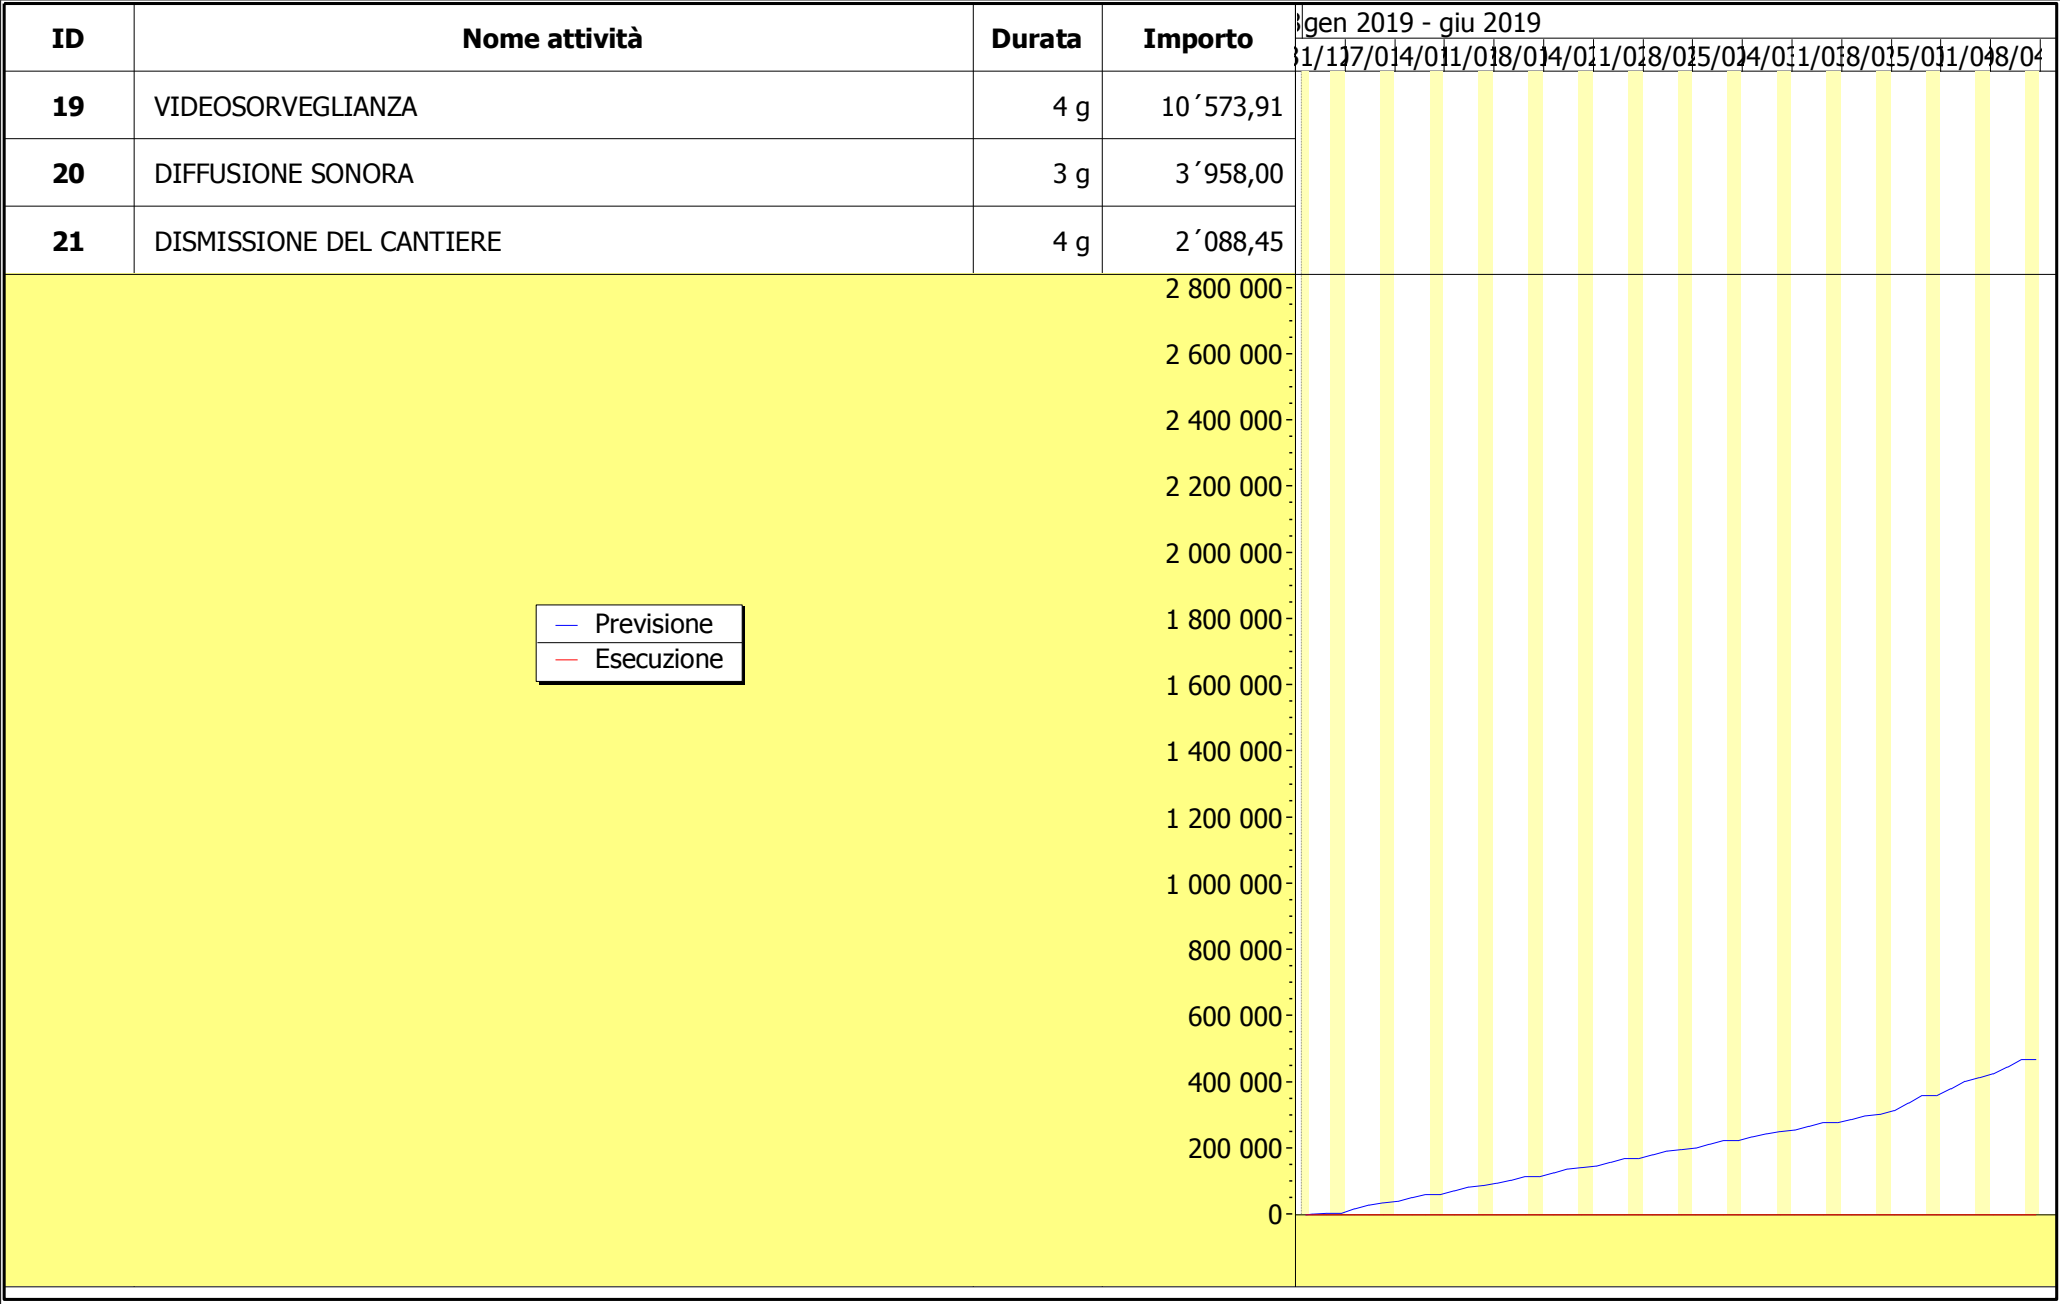 ID Nome attività Durata Importo gen 2019 - giu 2019
19 VIDEOSORVEGLIANZA 4 g 10´573,91
20 DIFFUSIONE SONORA 3 g 3´958,00
21 DISMISSIONE DEL CANTIERE 4 g 2´088,45
2 800 000
2 600 000
2 400 000
2 200 000
2 000 000
1 800 000
Previsione
Esecuzione
1 600 000
1 400 000
1 200 000
1 000 000
800 000
600 000
400 000
200 000
0